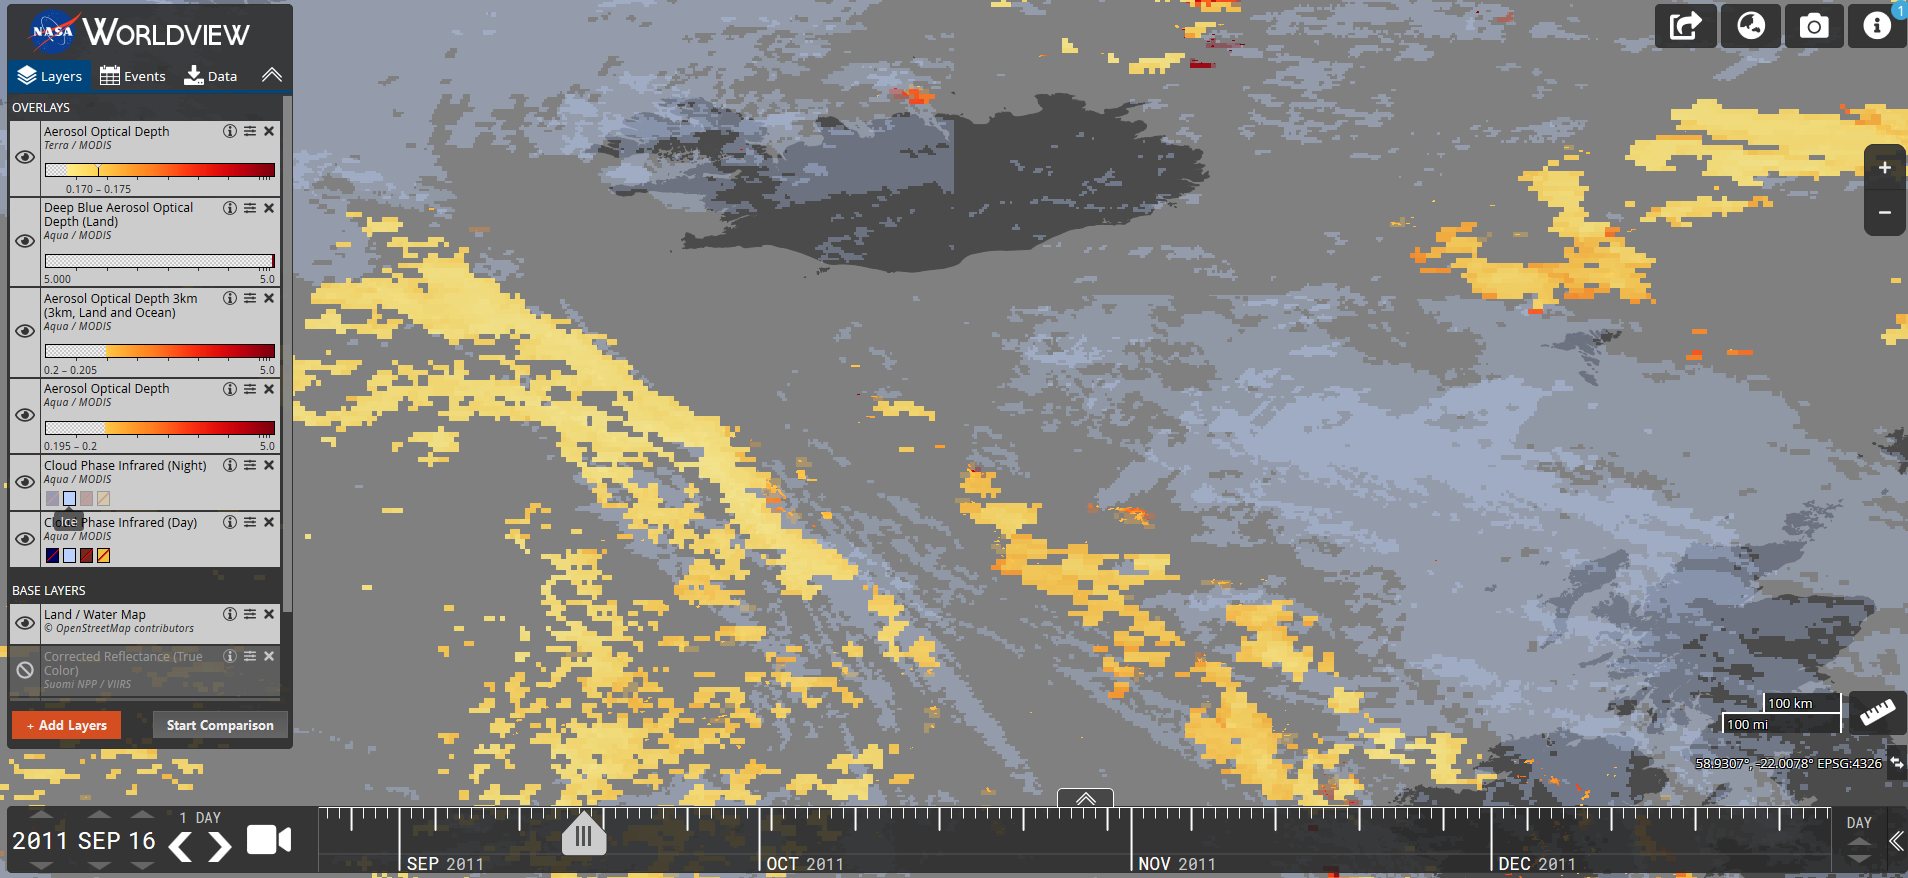 NASA WORLDVIEW
Layers Events Data
OVERLAYS
Aerosol Optical Depth
Terra / MODIS
0.170 – 0.175
Deep Blue Aerosol Optical
Depth (Land)
Aqua / MODIS
5.000 5.0
Aerosol Optical Depth 3km
(3km, Land and Ocean)
Aqua / MODIS
0.2 – 0.205 5.0
Aerosol Optical Depth
Aqua / MODIS
0.195 – 0.2 5.0
Cloud Phase Infrared (Night)
Aqua / MODIS
Phase Infrared (Day)
Aqua / MODIS
BASE LAYERS
Land / Water Map
© OpenStreetMap contributors
Corrected Reflectance (True
Color)
Suomi NPP / VIIRS
+ Add Layers Start Comparison
1
+
−
100 km
100 mi
58.9307°, -22.0078° EPSG:4326
1 DAY
2011 SEP 16
SEP 2011 OCT 2011 NOV 2011 DEC 2011
DAY